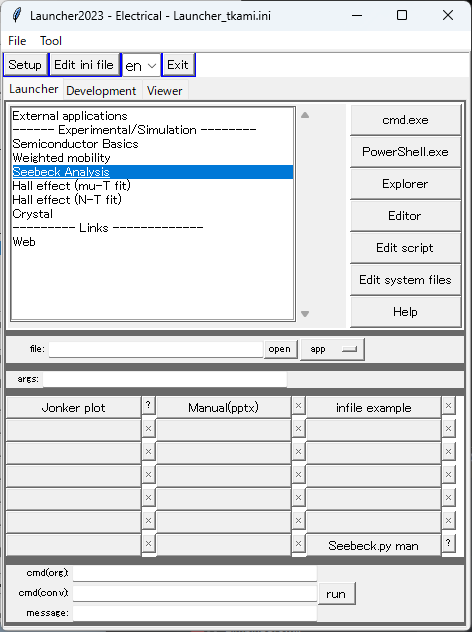 Launcher2023 - Electrical - Launcher_tkami.ini
File Tool
Setup Edit ini file en Exit
Launcher Development Viewer
External applications
------ Experimental/Simulation --------
Semiconductor Basics
Weighted mobility
Seebeck Analysis
Hall effect (mu-T fit)
Hall effect (N-T fit)
Crystal
--------- Links -------------
Web
cmd.exe
PowerShell.exe
Explorer
Editor
Edit script
Edit system files
Help
file: open app
args:
Jonker plot ? Manual(pptx) × infile example ×
× × ×
× × ×
× × ×
× × ×
× × ×
× × Seebeck.py man ?
cmd(org):
cmd(conv): run
message: